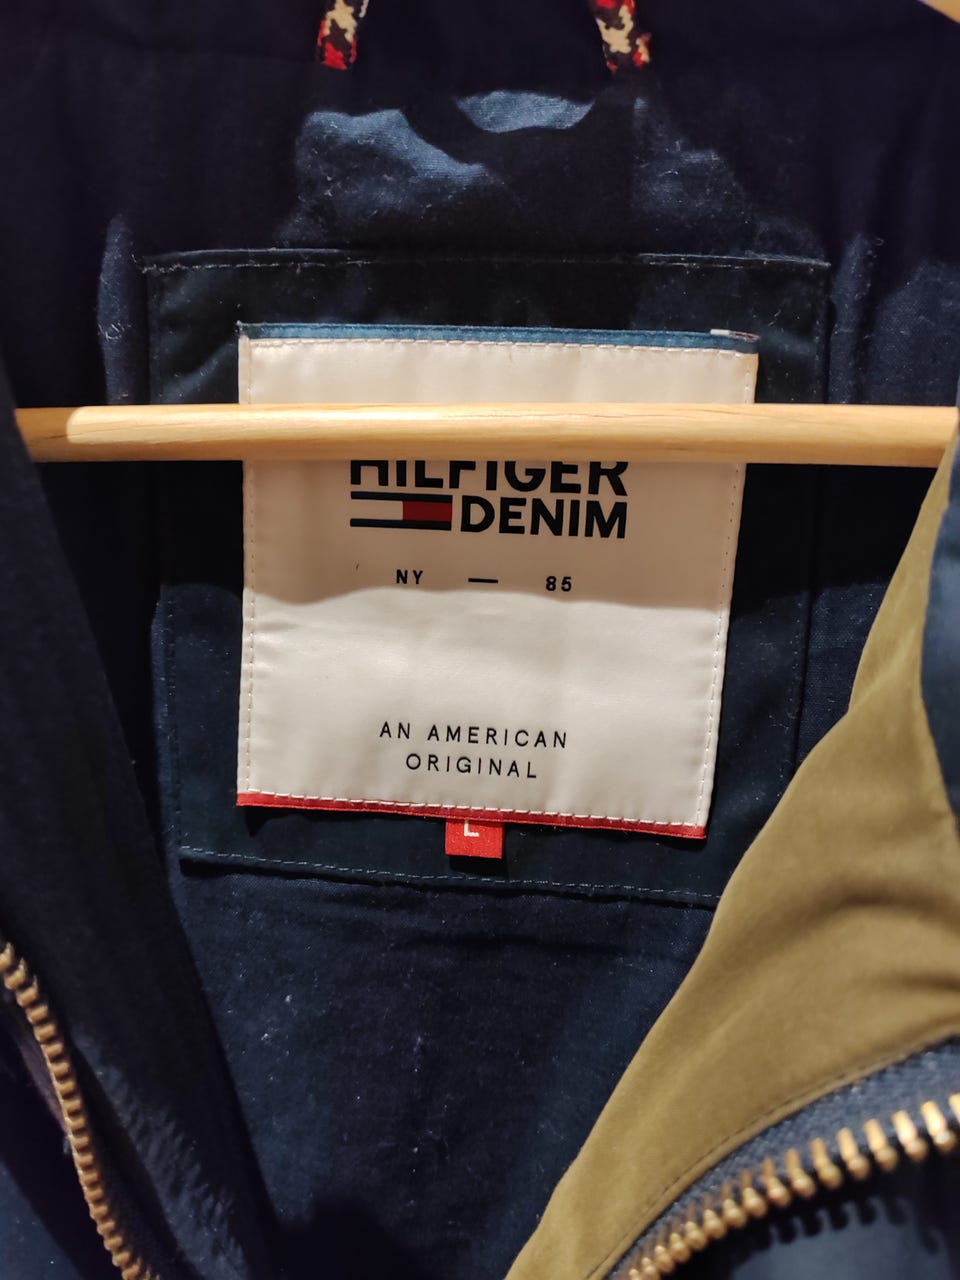 HILFIGER
DENIM
NY — 85
AN AMERICAN
ORIGINAL
L